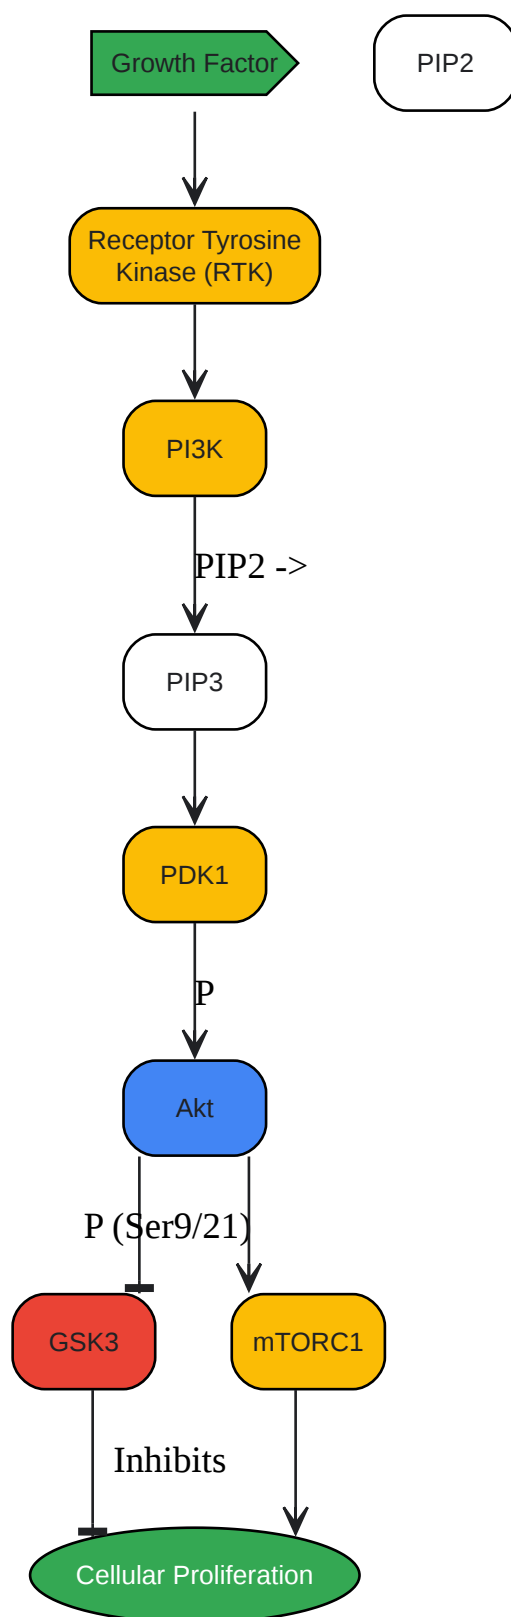 Growth Factor
PIP2
Receptor Tyrosine
Kinase (RTK)
PI3K
PIP2 ->
PIP3
PDK1
P
Akt
P (Ser9/21)
GSK3
mTORC1
Inhibits
Cellular Proliferation